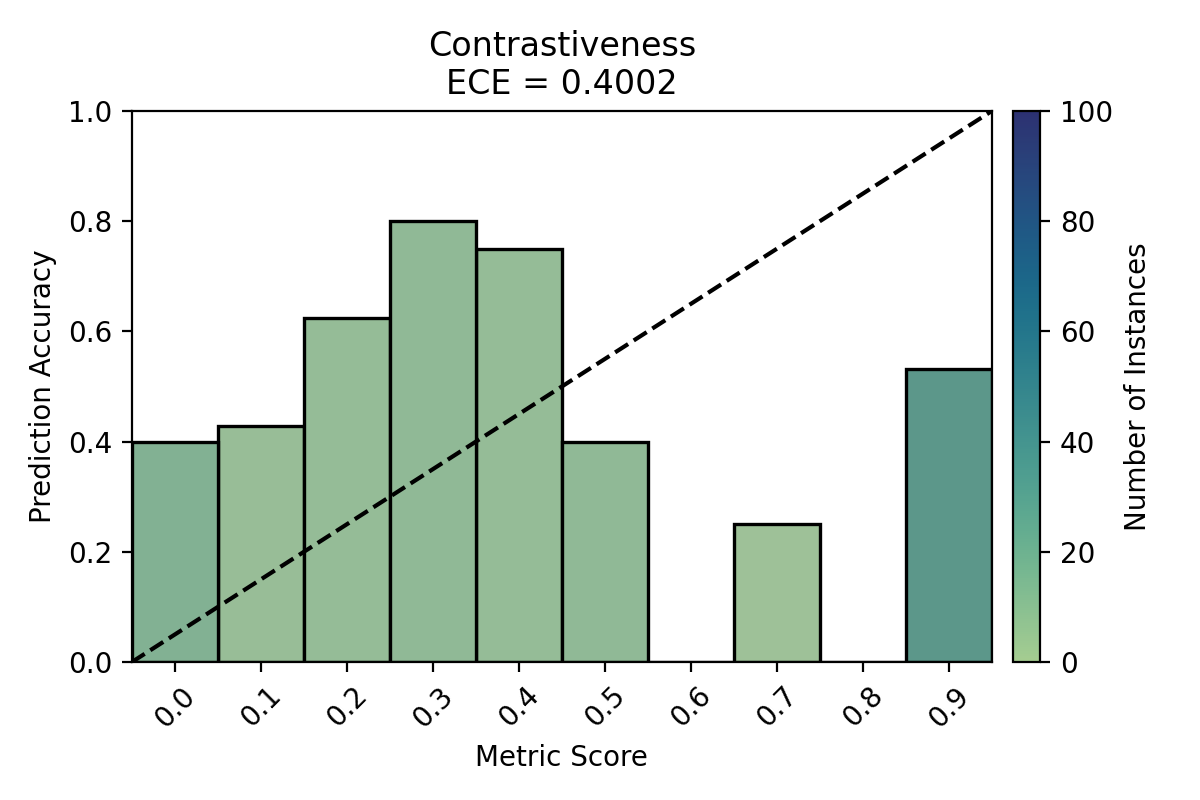 Contrastiveness
ECE = 0.4002
1.0
0.8
0.6
0.4
0.2
0.0
Prediction Accuracy
0.0 0.1 0.2 0.3 0.4 0.5 0.6 0.7 0.8 0.9
Metric Score
100
80
60
40
20
0
Number of Instances